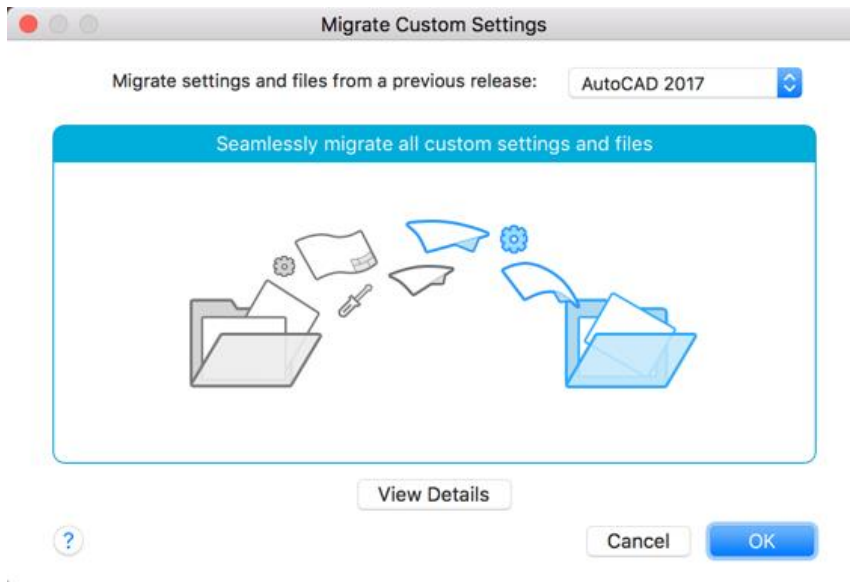 Migrate Custom Settings
Migrate settings and files from a previous release: AutoCAD 2017
Seamlessly migrate all custom settings and files
View Details
? Cancel OK